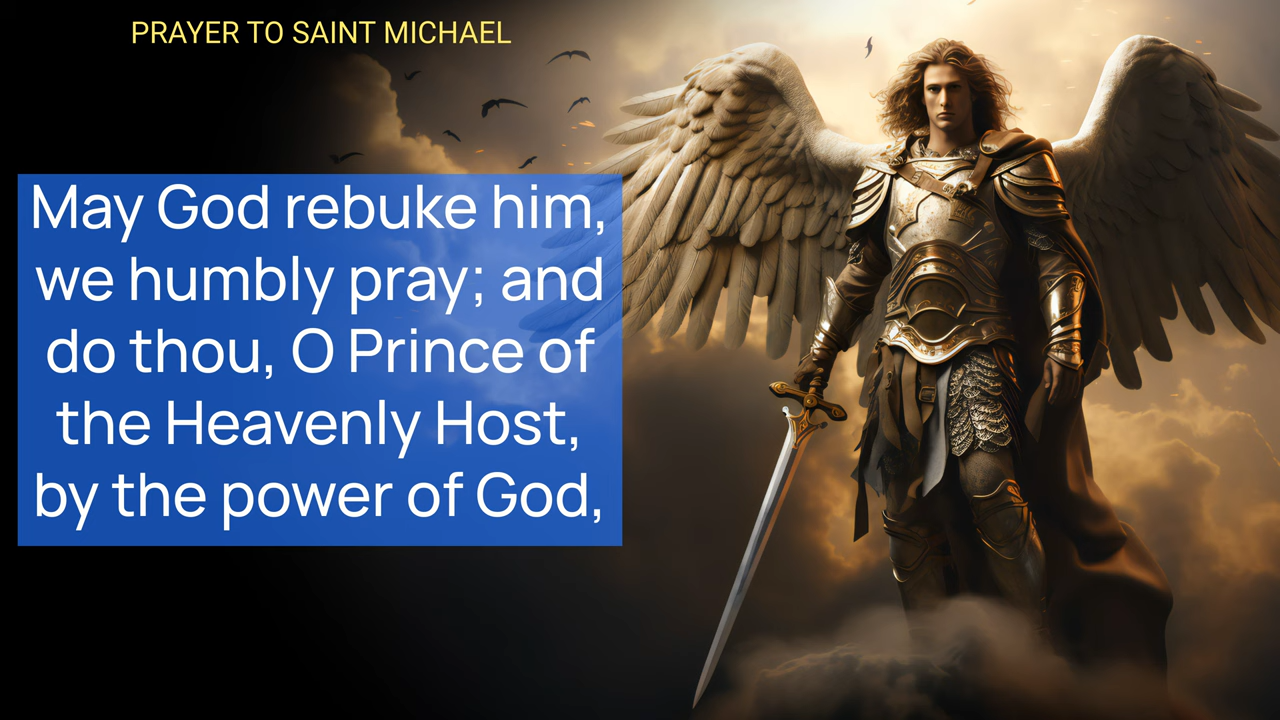 PRAYER TO SAINT MICHAEL
May God rebuke him,
we humbly pray; and
do thou, O Prince of
the Heavenly Host,
by the power of God,